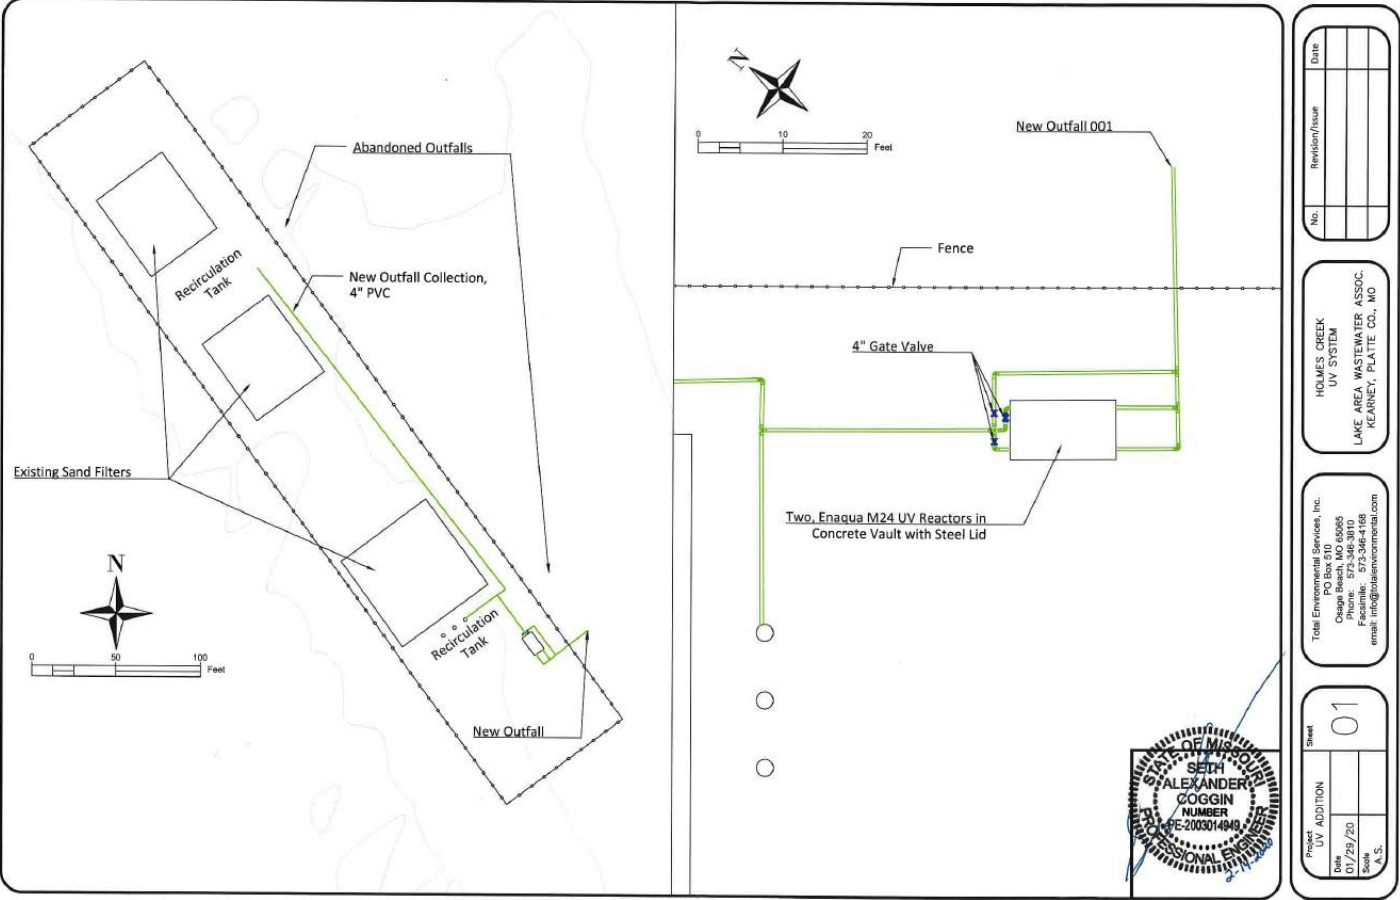 Abandoned Outfalls
Recirculation
Tank
New Outfall Collection,
4" PVC
Existing Sand Filters
N
0 50 100
Feet
Recirculation
Tank
New Outfall
N
0 10 20
Feet
New Outfall 001
Fence
4" Gate Valve
Two, Enaqua M24 UV Reactors in
Concrete Vault with Steel Lid
STATE OF MISSOURI
SETH
ALEXANDER
COGGIN
NUMBER
PE-2003014949
PROFESSIONAL ENGINEER
2-14-2020
No. Revision/Issue Date
HOLMES CREEK
UV SYSTEM
LAKE AREA WASTEWATER ASSOC.
KEARNEY, PLATTE CO., MO
Total Environmental Services, Inc.
PO Box 510
Osage Beach, MO 65065
Phone: 573-346-3810
Facsimile: 573-346-4168
email: info@totalenvironmental.com
Project
UV ADDITION
Sheet
01
Date
01/29/20
Scale
A.S.